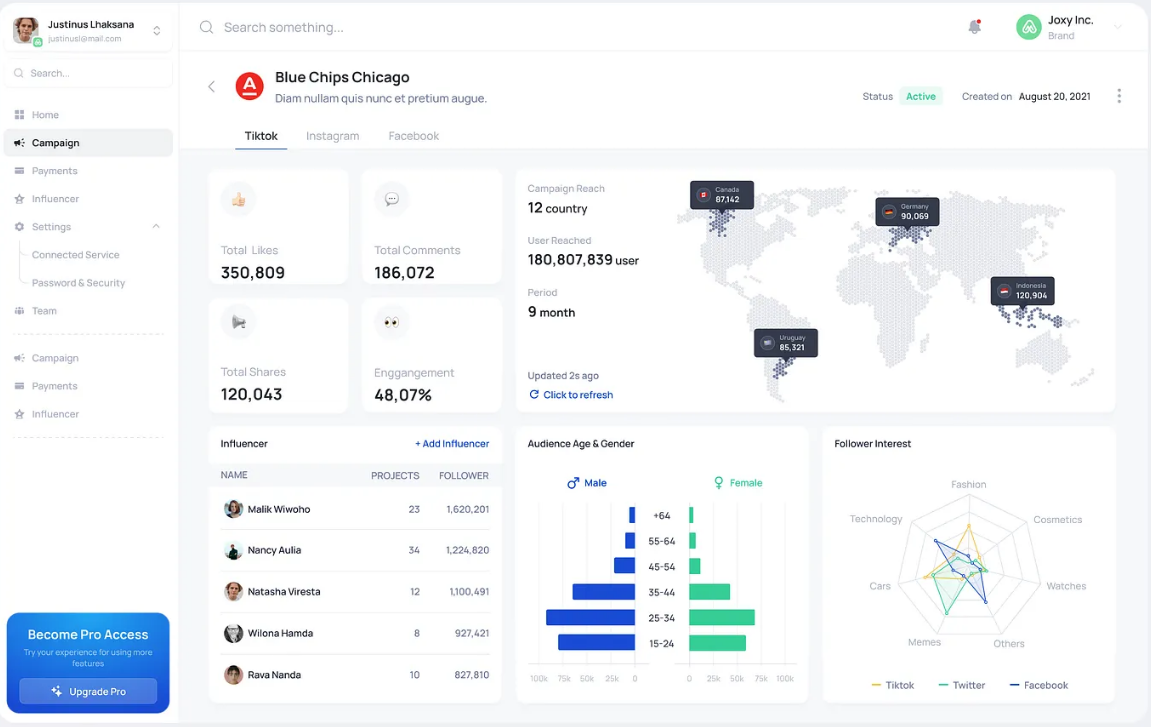 Justinus Lhaksana
justinusl@mail.com
Search...
Home
Campaign
Payments
Influencer
Settings
Connected Service
Password & Security
Team
Campaign
Payments
Influencer
Become Pro Access
Try your experience for using more
features
Upgrade Pro
Search something...
Joxy Inc.
Brand
Blue Chips Chicago
Diam nullam quis nunc et pretium augue.
Status Active Created on August 20, 2021
Tiktok Instagram Facebook
Total Likes
350,809
Total Comments
186,072
Total Shares
120,043
Enggangement
48,07%
Campaign Reach
12 country
User Reached
180,807,839 user
Period
9 month
Updated 2s ago
Click to refresh
Canada
87,142
Germany
90,069
Indonesia
120,904
Uruguay
85,321
Influencer + Add Influencer
NAME PROJECTS FOLLOWER
Malik Wiwoho 23 1,620,201
Nancy Aulia 34 1,224,820
Natasha Viresta 12 1,100,491
Wilona Hamda 8 927,421
Rava Nanda 10 827,810
Audience Age & Gender
Male Female
+64
55-64
45-54
35-44
25-34
15-24
100k 75k 50k 25k 0 0 25k 50k 75k 100k
Follower Interest
Fashion
Technology Cosmetics
Cars Watches
Memes Others
Tiktok Twitter Facebook